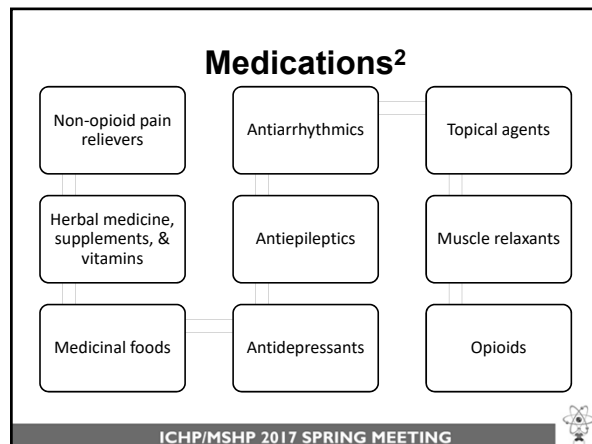 Medications²
Non-opioid pain
relievers
Herbal medicine,
supplements, &
vitamins
Medicinal foods
Antidepressants
Antiepileptics
Antiarrhythmics
Topical agents
Muscle relaxants
Opioids
ICHP/MSHP 2017 SPRING MEETING